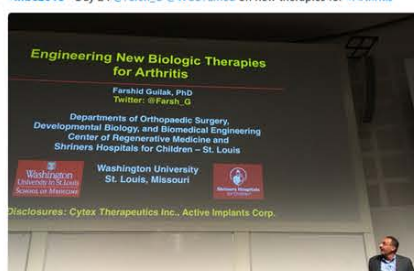 Engineering New Biologic Therapies
for Arthritis
Farshid Guilak, PhD
Twitter: @Farsh_G
Departments of Orthopaedic Surgery,
Developmental Biology, and Biomedical Engineering
Center of Regenerative Medicine and
Shriners Hospitals for Children – St. Louis
Washington University
St. Louis, Missouri
Washington
University in St. Louis
SCHOOL OF MEDICINE
Shriners Hospitals
Disclosures: Cytex Therapeutics Inc., Active Implants Corp.